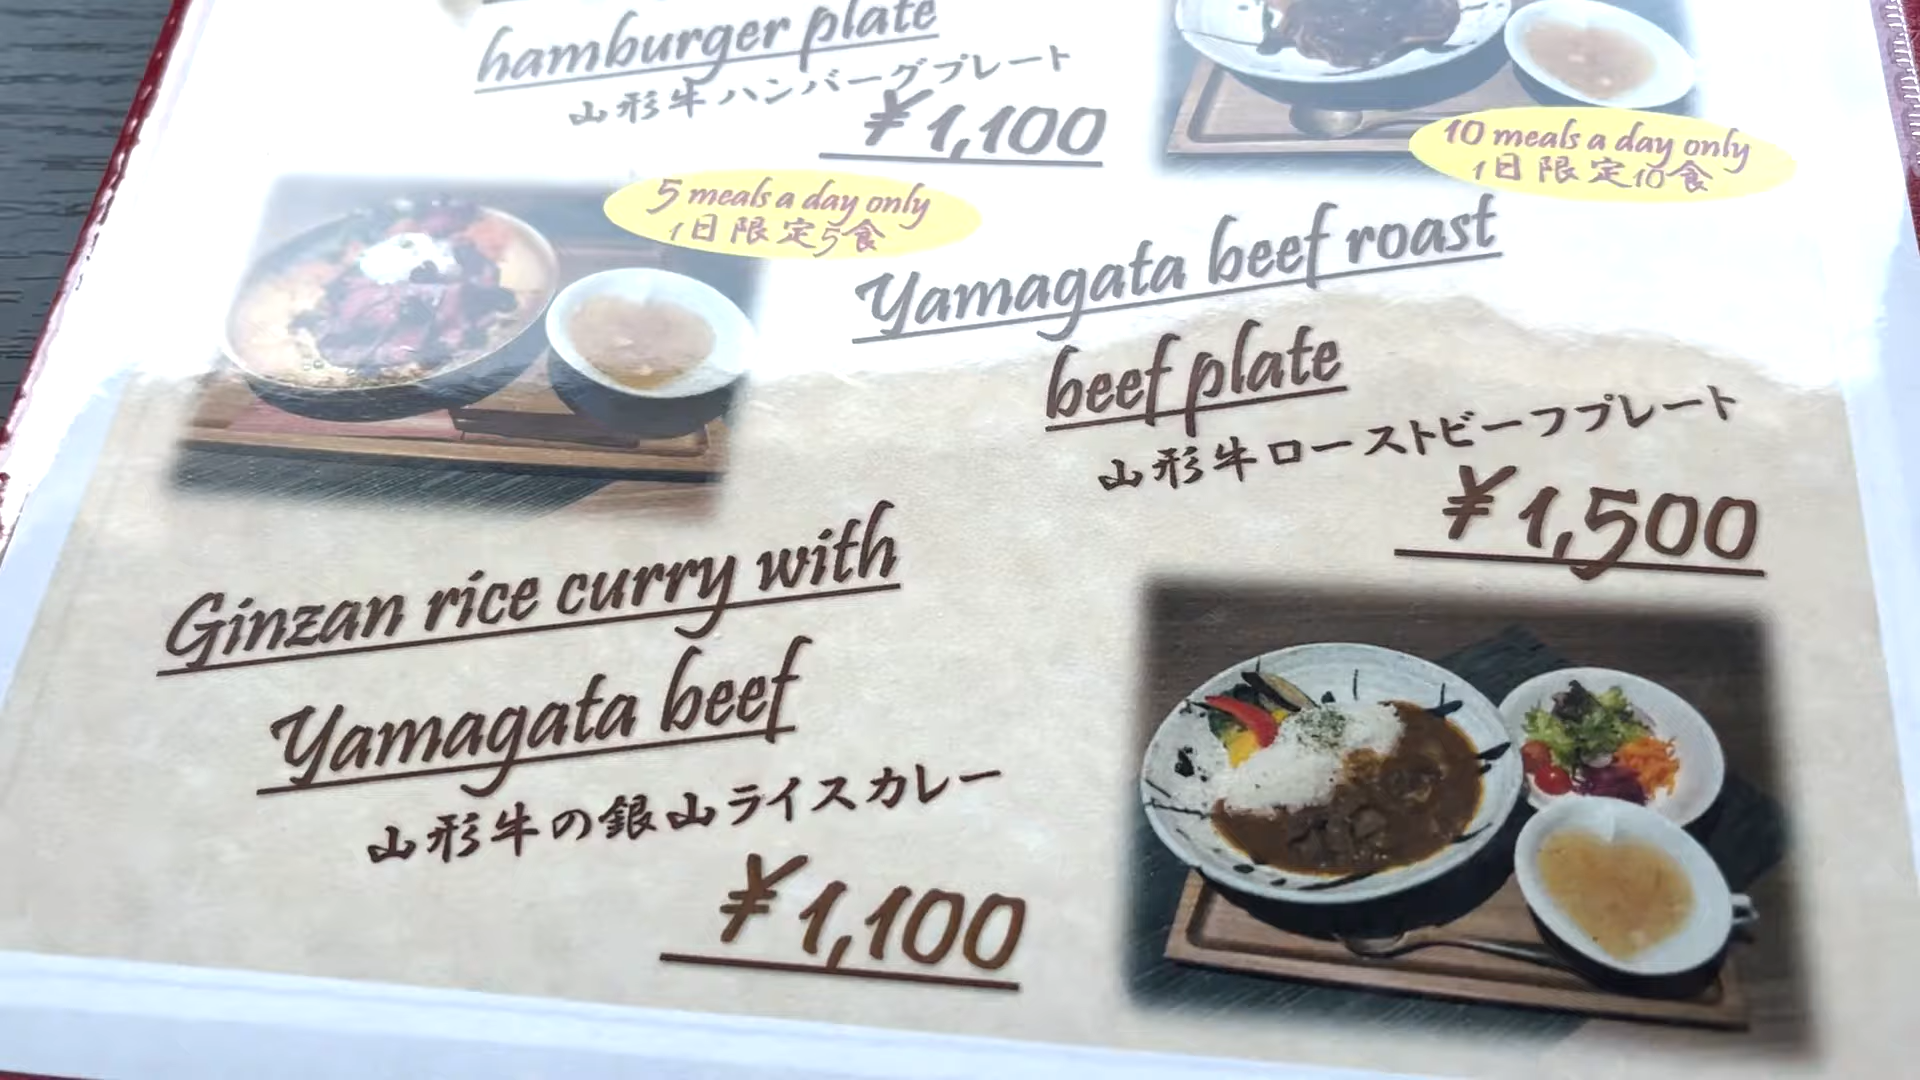 hamburger plate
山形牛ハンバーグプレート
¥1,100
10 meals a day only
1日限定10食
5 meals a day only
1日限定5食
Yamagata beef roast
beef plate
山形牛ローストビーフプレート
¥1,500
Ginzan rice curry with
Yamagata beef
山形牛の銀山ライスカレー
¥1,100